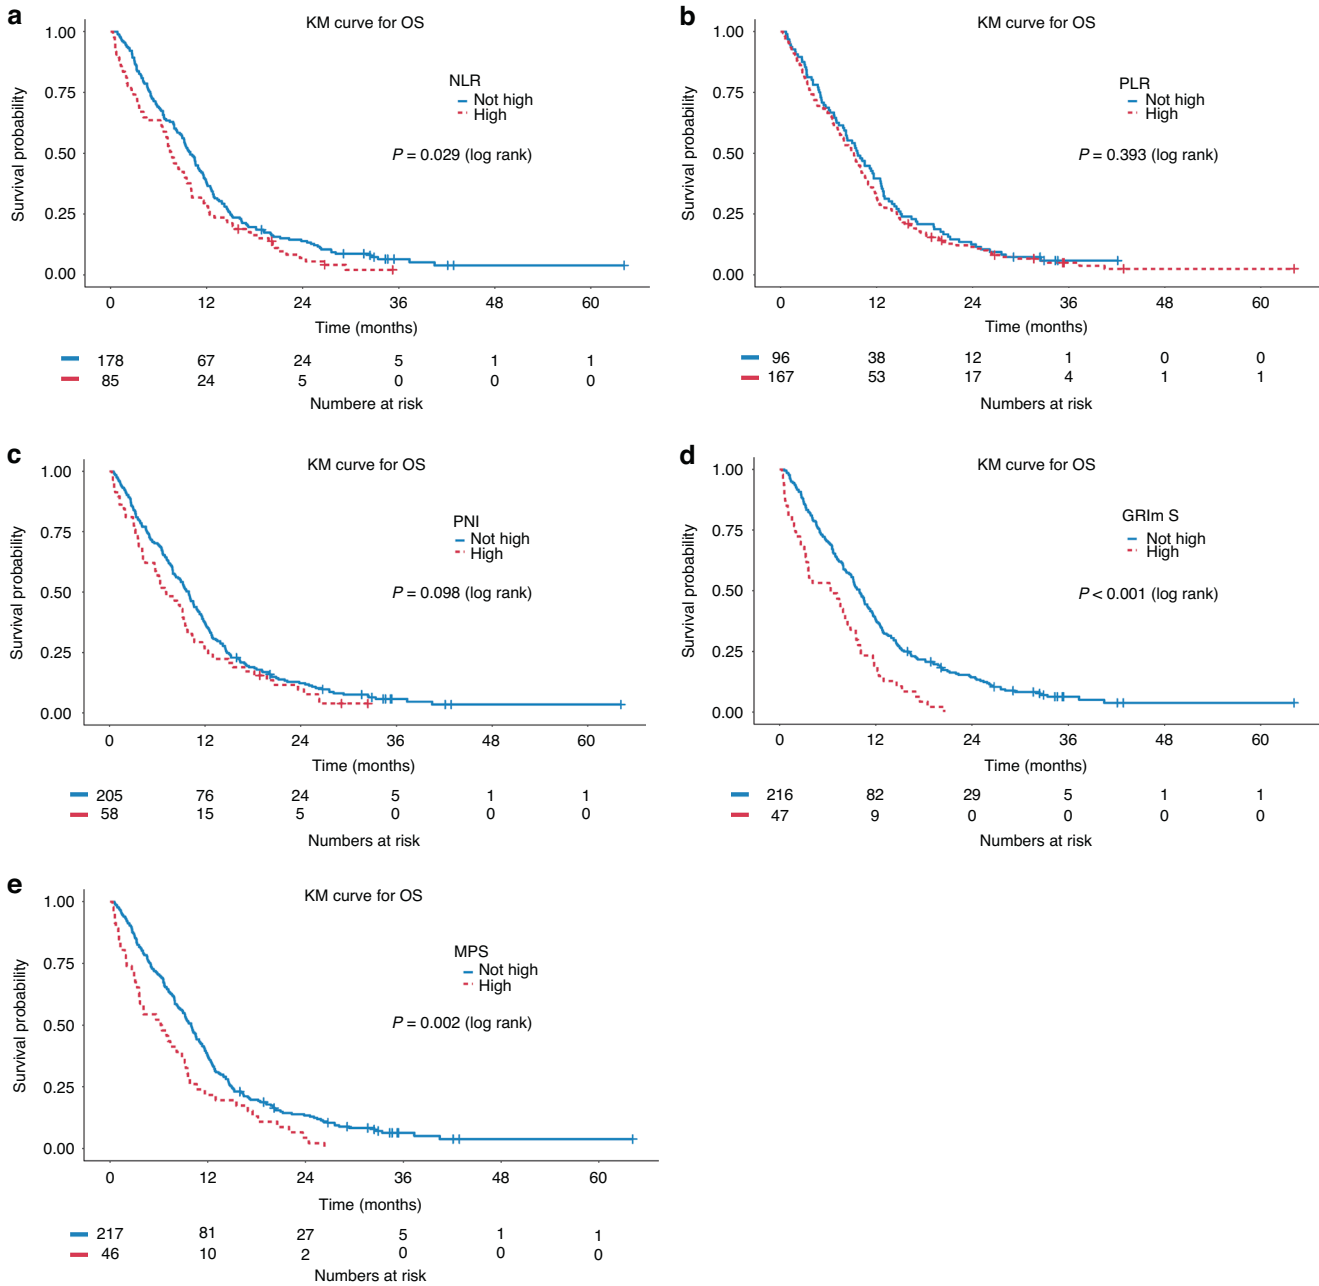 a
KM curve for OS
1.00
0.75
0.50
0.25
0.00
Survival probability
NLR
Not high
High
P = 0.029 (log rank)
0 12 24 36 48 60
Time (months)
178 67 24 5 1 1
85 24 5 0 0 0
Numbere at risk
b
KM curve for OS
1.00
0.75
0.50
0.25
0.00
Survival probability
PLR
Not high
High
P = 0.393 (log rank)
0 12 24 36 48 60
Time (months)
96 38 12 1 0 0
167 53 17 4 1 1
Numbers at risk
c
KM curve for OS
1.00
0.75
0.50
0.25
0.00
Survival probability
PNI
Not high
High
P = 0.098 (log rank)
0 12 24 36 48 60
Time (months)
205 76 24 5 1 1
58 15 5 0 0 0
Numbers at risk
d
KM curve for OS
1.00
0.75
0.50
0.25
0.00
Survival probability
GRIm S
Not high
High
P < 0.001 (log rank)
0 12 24 36 48 60
Time (months)
216 82 29 5 1 1
47 9 0 0 0 0
Numbers at risk
e
KM curve for OS
1.00
0.75
0.50
0.25
0.00
Survival probability
MPS
Not high
High
P = 0.002 (log rank)
0 12 24 36 48 60
Time (months)
217 81 27 5 1 1
46 10 2 0 0 0
Numbers at risk